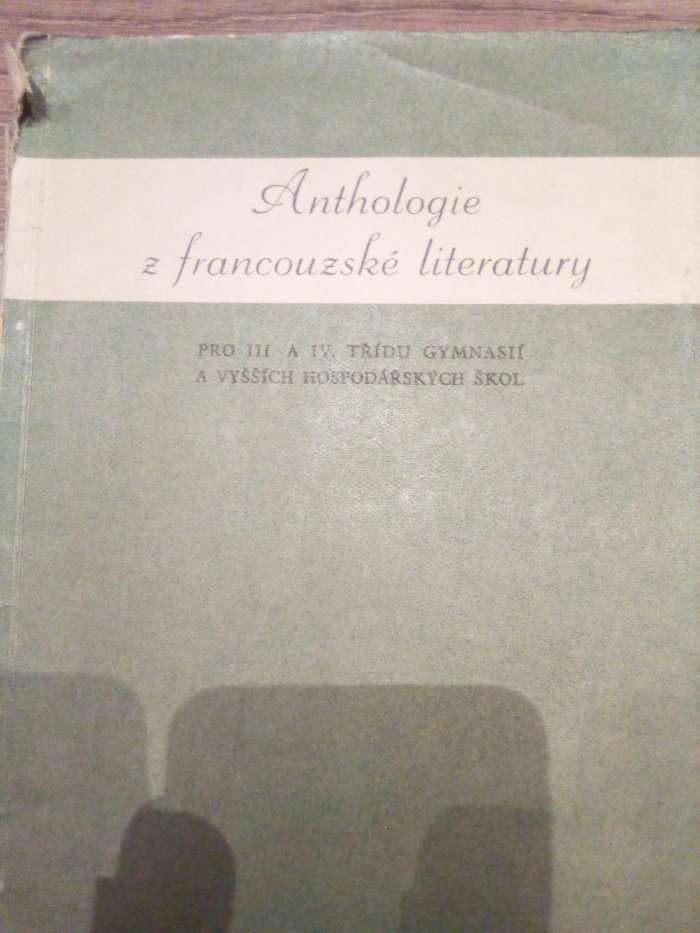 Anthologie
z francouzské literatury
PRO III. A IV. TŘÍDU GYMNASIÍ
A VYŠŠÍCH HOSPODÁŘSKÝCH ŠKOL